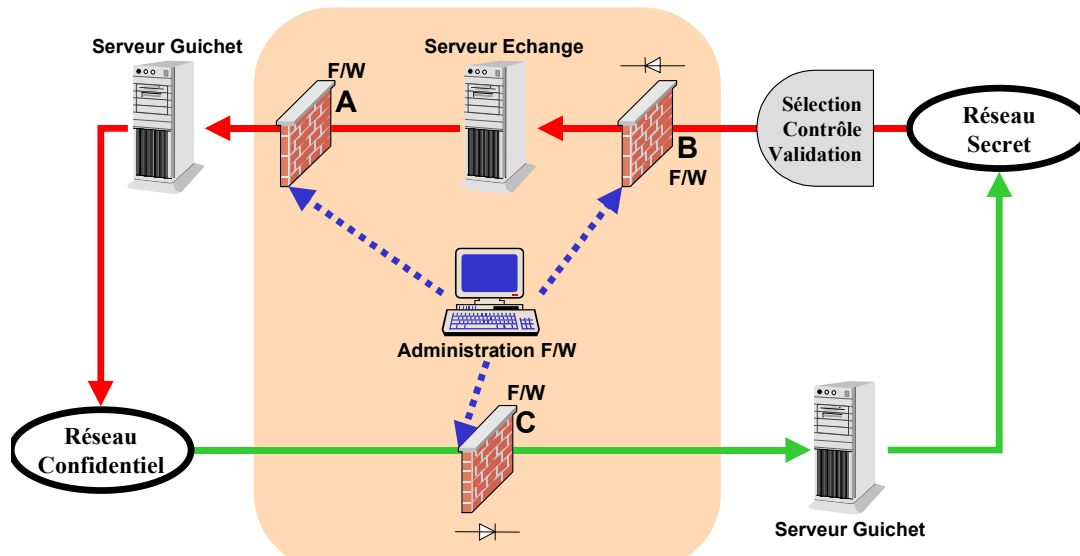 Serveur Guichet
Serveur Echange
F/W
A
B
F/W
Sélection
Contrôle
Validation
Réseau
Secret
Administration F/W
F/W
C
Réseau
Confidentiel
Serveur Guichet